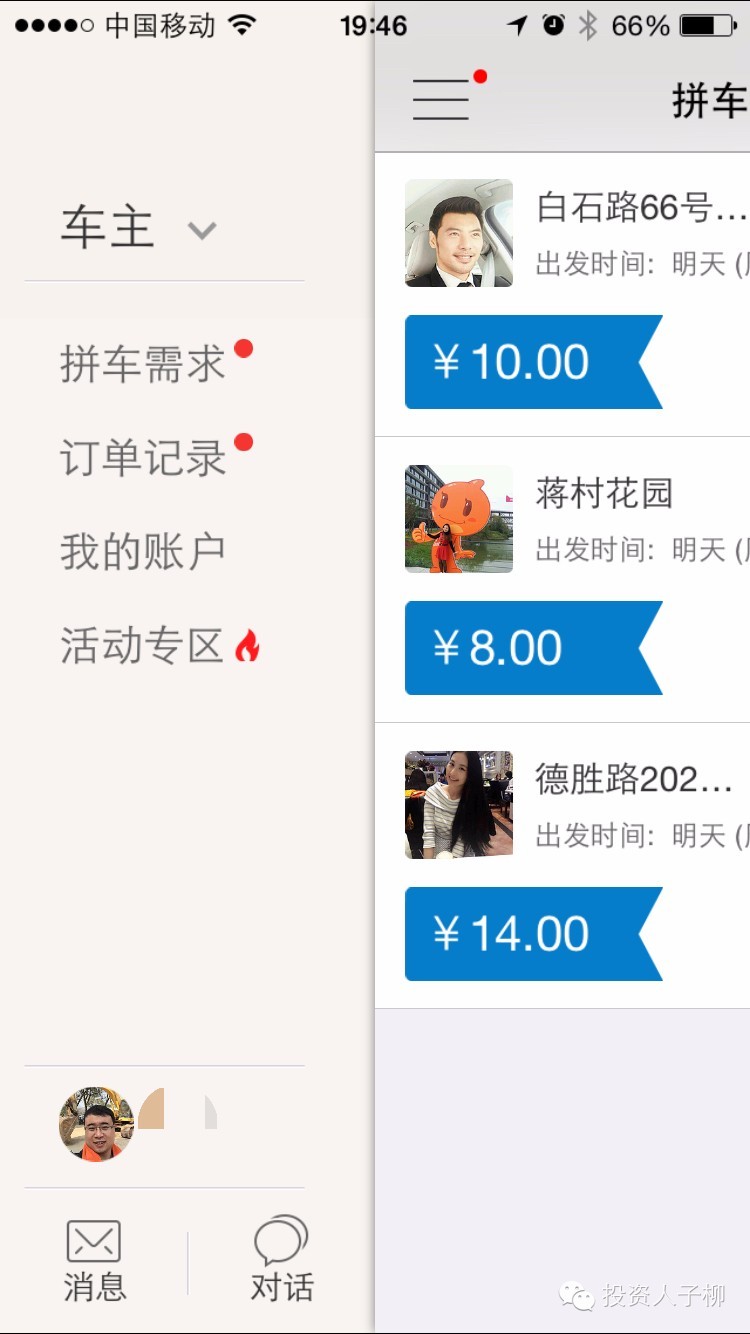 中国移动 19:46 66%
车主
拼车需求
订单记录
我的账户
活动专区
消息
对话
拼车
白石路66号…
出发时间: 明天 (
¥10.00
蒋村花园
出发时间: 明天 (
¥8.00
德胜路202…
出发时间: 明天 (
¥14.00
投资人子柳